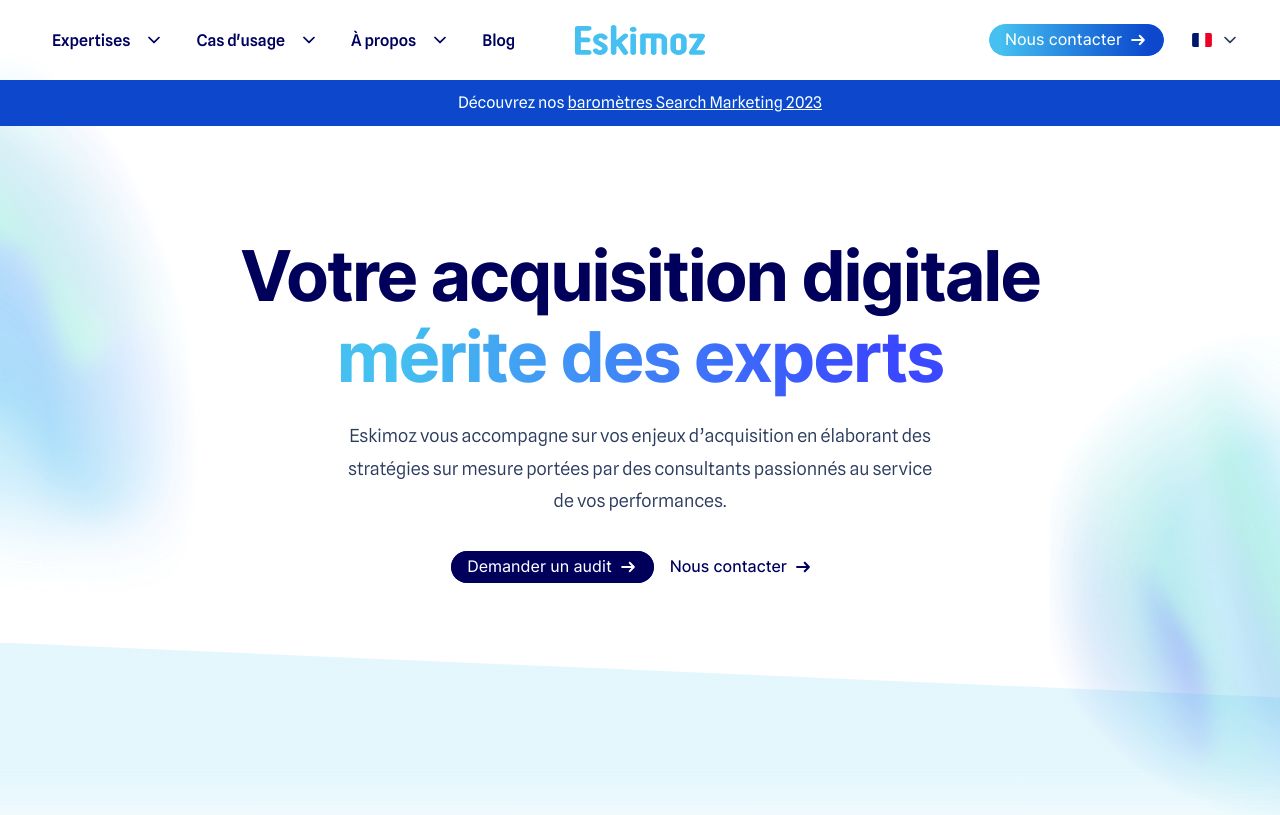 Expertises
Cas d'usage
À propos
Blog
Eskimoz
Nous contacter
Découvrez nos baromètres Search Marketing 2023
Votre acquisition digitale
mérite des experts
Eskimoz vous accompagne sur vos enjeux d’acquisition en élaborant des
stratégies sur mesure portées par des consultants passionnés au service
de vos performances.
Demander un audit
Nous contacter